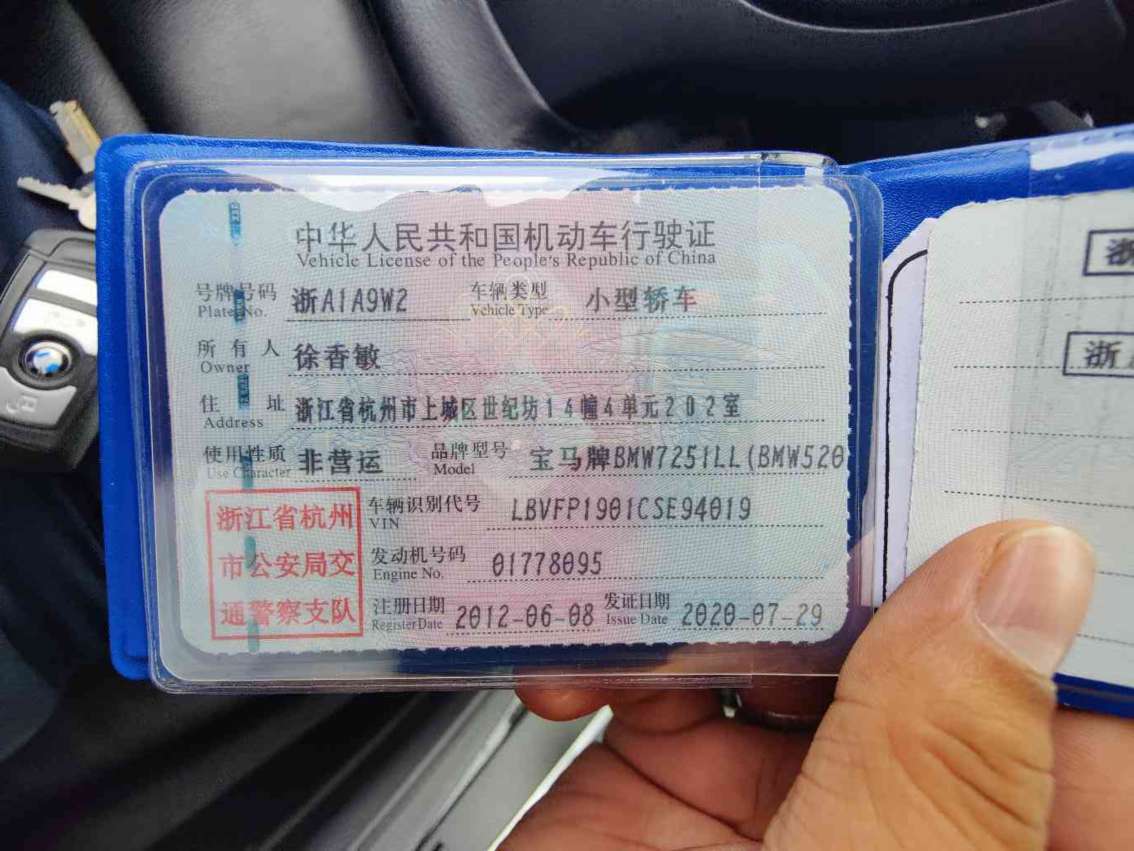 中华人民共和国机动车行驶证
Vehicle License of the People's Republic of China
号牌号码 浙A1A9W2 车辆类型 小型轿车
Plate No. Vehicle Type
所有人 徐香敏
Owner
住址 浙江省杭州市上城区世纪坊14幢4单元202室
Address
使用性质 非营运 品牌型号 宝马牌BMW7251LL(BMW520
Use Character Model
浙江省杭州
市公安局交
通警察支队
车辆识别代号 LBVFP1901CSE94019
VIN
发动机号码 01778095
Engine No.
注册日期 2012-06-08 发证日期 2020-07-29
Register Date Issue Date
浙